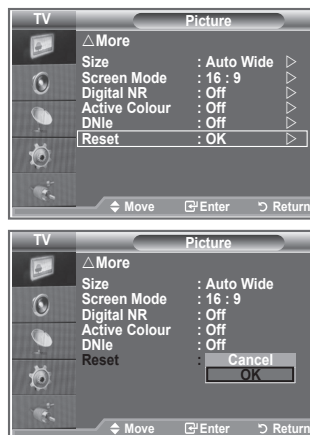 TV Picture
△More
Size : Auto Wide ▷
Screen Mode : 16 : 9 ▷
Digital NR : Off ▷
Active Colour : Off ▷
DNIe : Off ▷
Reset : OK ▷
Move Enter Return
TV Picture
△More
Size : Auto Wide
Screen Mode : 16 : 9
Digital NR : Off
Active Colour : Off
DNIe : Off
Reset : Cancel
OK
Move Enter Return